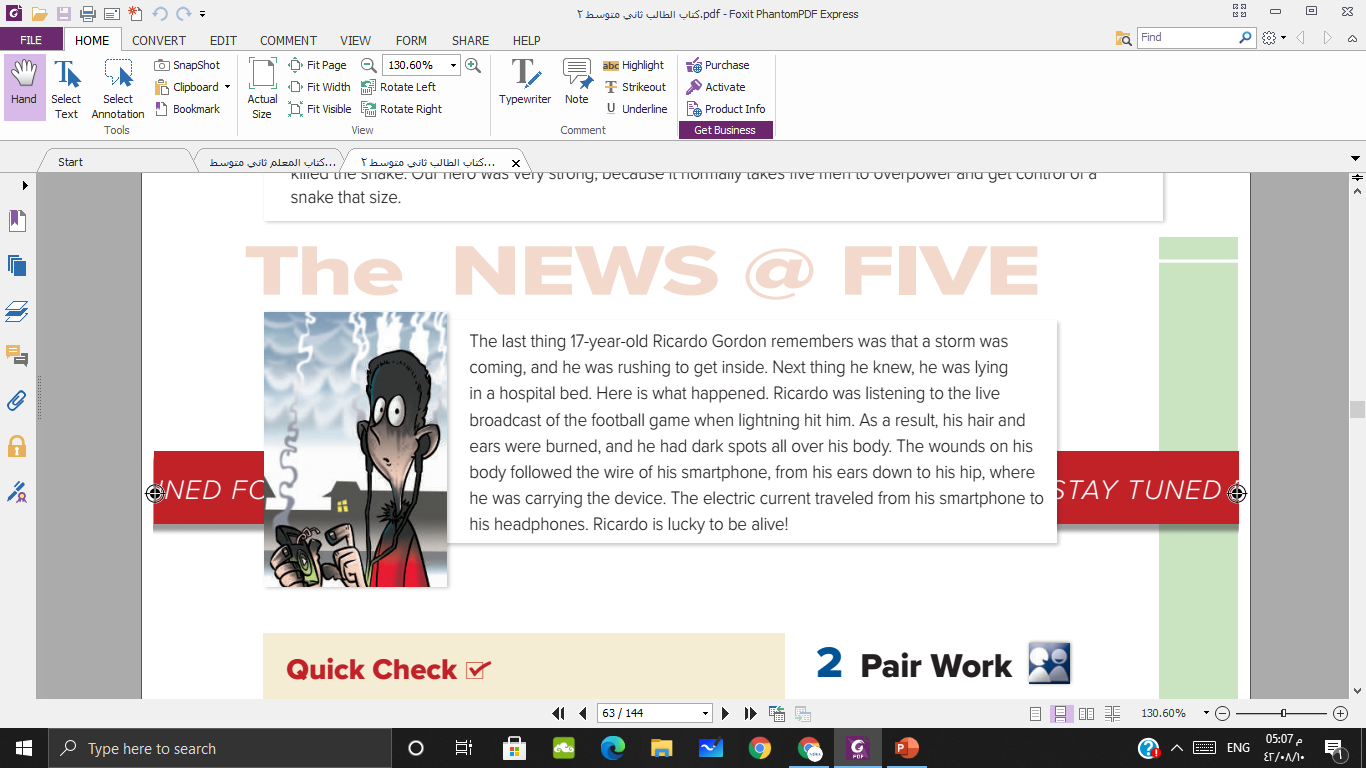 كتاب الطالب ثاني متوسط ٢.pdf - Foxit PhantomPDF Express
FILE HOME CONVERT EDIT COMMENT VIEW FORM SHARE HELP
Find
Hand
Select Text
Select Annotation
SnapShot
Clipboard
Bookmark
Tools
Actual Size
Fit Page
Fit Width
Fit Visible
130.60%
Rotate Left
Rotate Right
View
Typewriter
Note
Highlight
Strikeout
Underline
Comment
Purchase
Activate
Product Info
Get Business
Start
كتاب المعلم ثاني متوسط...
كتاب الطالب ثاني متوسط ٢...
killed the snake. Our hero was very strong, because it normally takes five men to overpower and get control of a
snake that size.
The NEWS @ FIVE
The last thing 17-year-old Ricardo Gordon remembers was that a storm was
coming, and he was rushing to get inside. Next thing he knew, he was lying
in a hospital bed. Here is what happened. Ricardo was listening to the live
broadcast of the football game when lightning hit him. As a result, his hair and
ears were burned, and he had dark spots all over his body. The wounds on his
body followed the wire of his smartphone, from his ears down to his hip, where
he was carrying the device. The electric current traveled from his smartphone to
his headphones. Ricardo is lucky to be alive!
STAY TUNED
Quick Check
2 Pair Work
63 / 144
130.60%
Type here to search
ENG
05:07 م
٤٢/٠٨/١٠